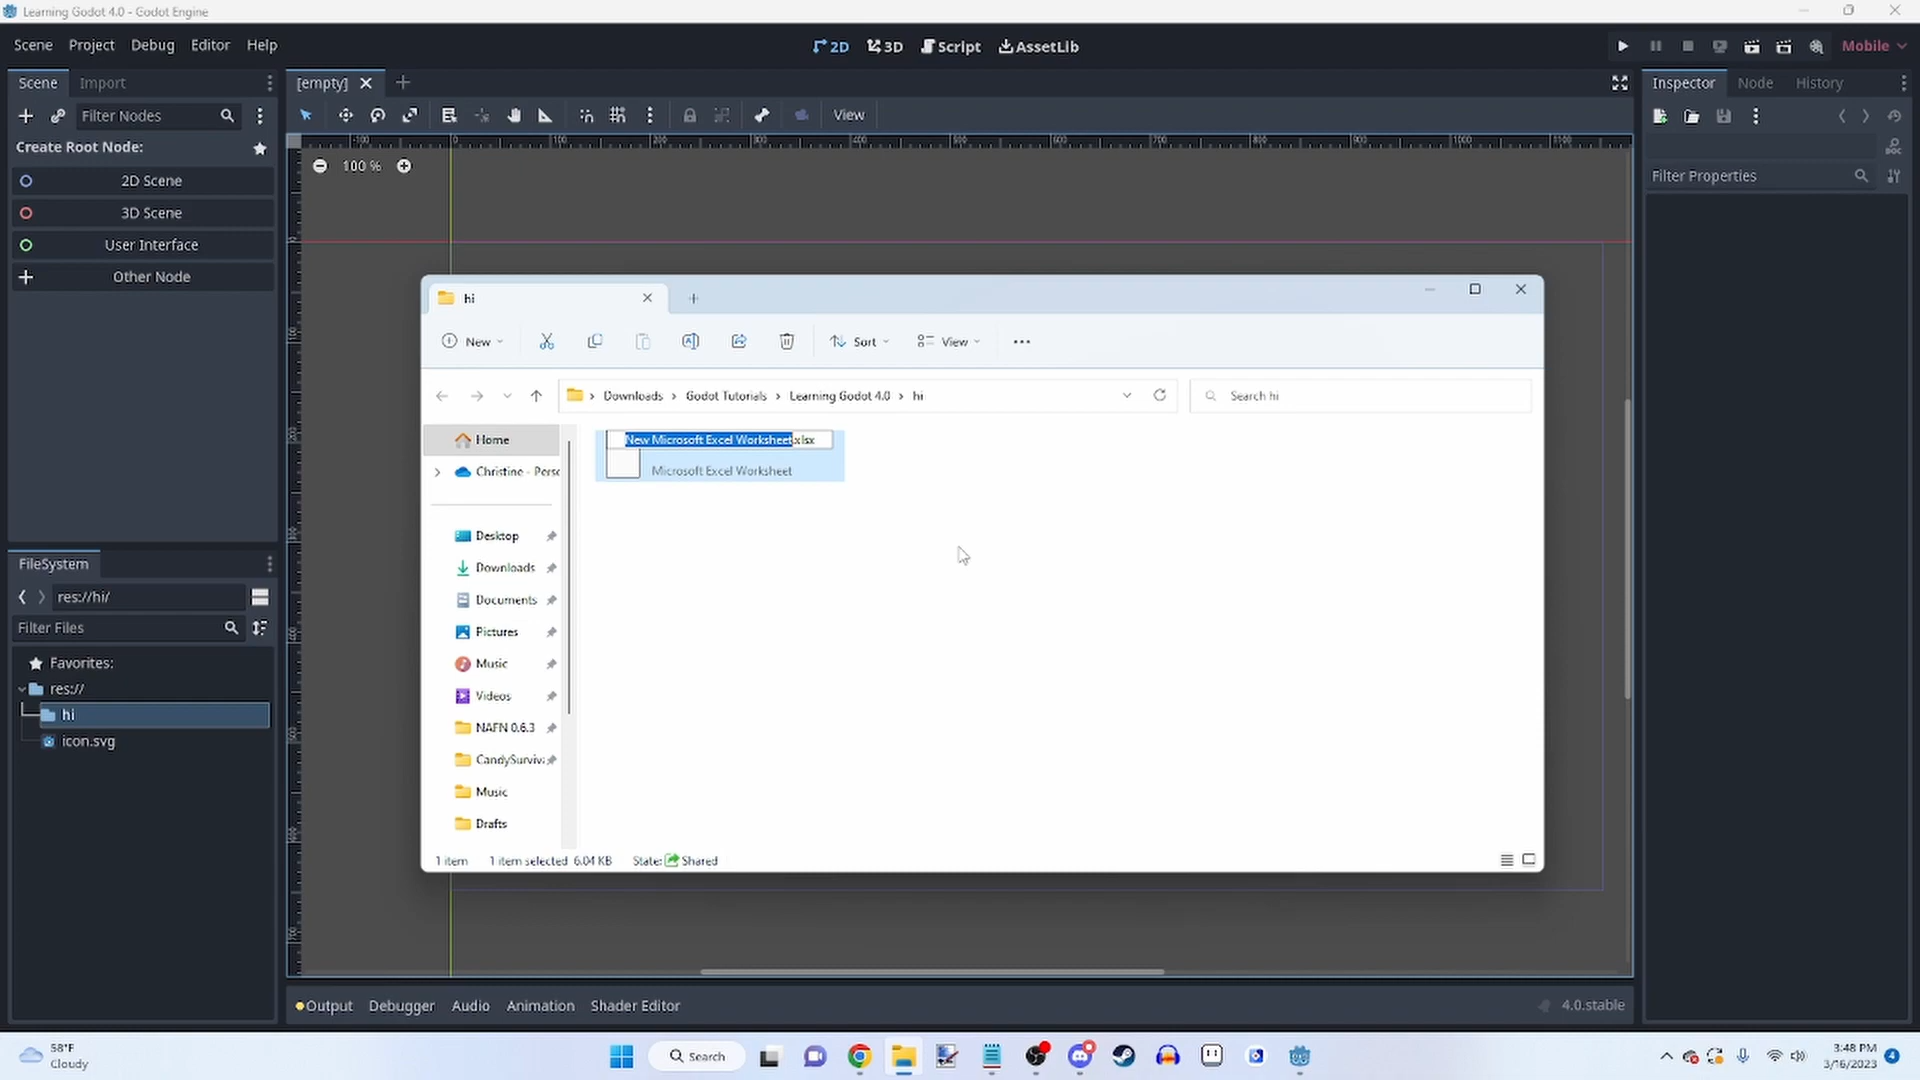 Learning Godot 4.0 - Godot Engine
Scene Project Debug Editor Help
2D 3D Script AssetLib
Mobile
Scene Import
[empty]
Inspector Node History
Filter Nodes
View
Create Root Node:
100 %
2D Scene
3D Scene
User Interface
Other Node
Filter Properties
hi
New Sort View
Downloads > Godot Tutorials > Learning Godot 4.0 > hi
Search hi
Home
New Microsoft Excel Worksheet.xlsx
Christine - Perso
Microsoft Excel Worksheet
Desktop
Downloads
Documents
Pictures
Music
Videos
NAFN 0.6.3
CandySurviv
Music
Drafts
1 item 1 item selected 6.04 KB State: Shared
FileSystem
res://hi/
Filter Files
Favorites:
res://
hi
icon.svg
Output Debugger Audio Animation Shader Editor
4.0.stable
58°F
Cloudy
Search
3:48 PM
3/16/2023
4